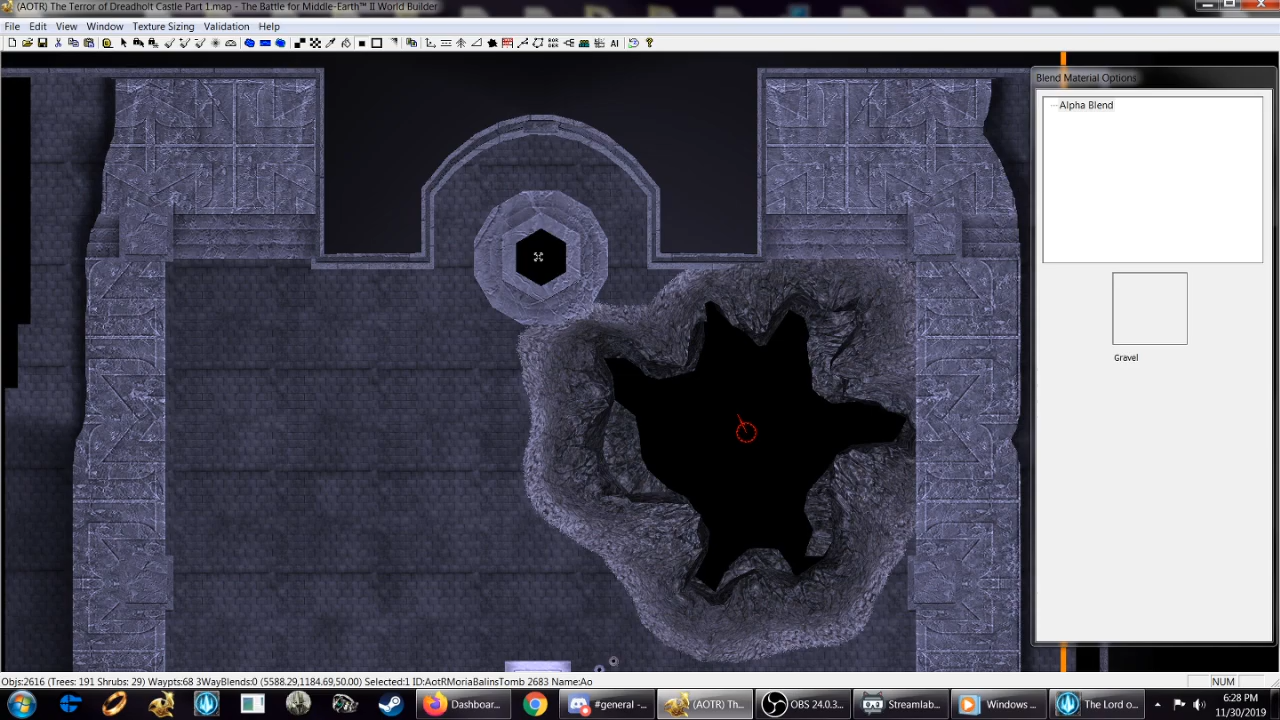 (AOTR) The Terror of Dreadholt Castle Part 1.map - The Battle for Middle-Earth™ II World Builder
File Edit View Window Texture Sizing Validation Help
AI
Blend Material Options
Alpha Blend
Gravel
Objs:2616 (Trees: 191 Shrubs: 29) Waypts:68 3WayBlends:0 (5588.29,1184.69,50.00) Selected:1 ID:AotRMoriaBalinsTomb 2683 Name:Ao
NUM
Dashboar... #general -... (AOTR) Th... OBS 24.0.3... Streamlab... Windows ... The Lord o... 6:28 PM
11/30/2019